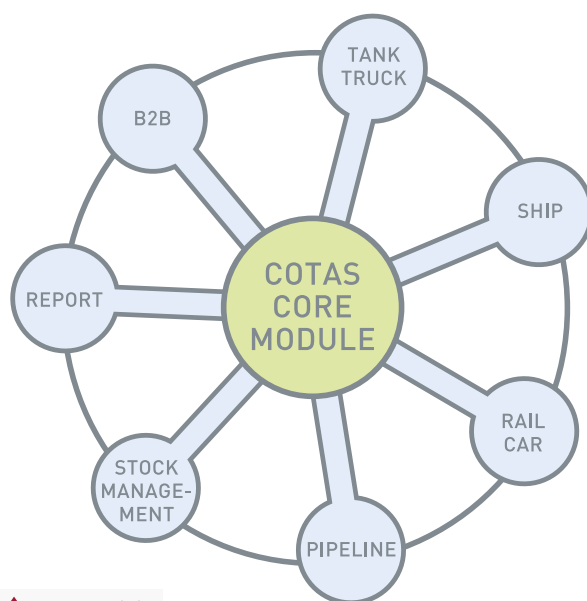 TANK
TRUCK
B2B
SHIP
COTAS
CORE
MODULE
REPORT
RAIL
CAR
STOCK
MANAGE-
MENT
PIPELINE